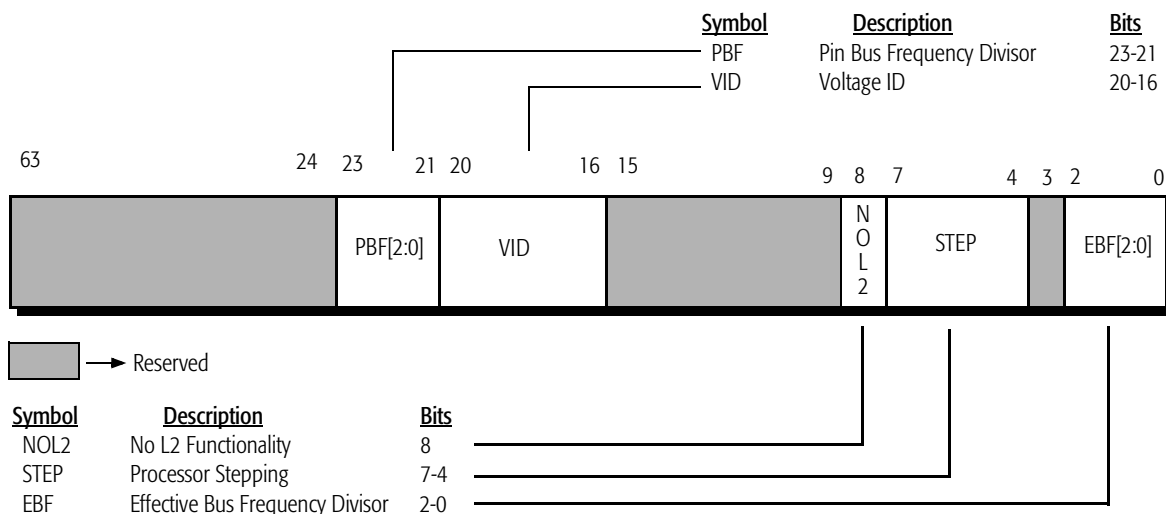 Symbol Description Bits
PBF Pin Bus Frequency Divisor 23-21
VID Voltage ID 20-16
63 24 23 21 20 16 15 9 8 7 4 3 2 0
PBF[2:0] VID N O L 2 STEP EBF[2:0]
Reserved
Symbol Description Bits
NOL2 No L2 Functionality 8
STEP Processor Stepping 7-4
EBF Effective Bus Frequency Divisor 2-0